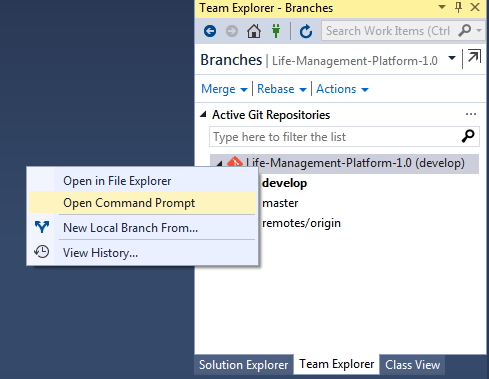 Team Explorer - Branches
Search Work Items (Ctrl
Branches | Life-Management-Platform-1.0
Merge Rebase Actions
Active Git Repositories
Type here to filter the list
Life-Management-Platform-1.0 (develop)
develop
master
remotes/origin
Open in File Explorer
Open Command Prompt
New Local Branch From...
View History...
Solution Explorer Team Explorer Class View